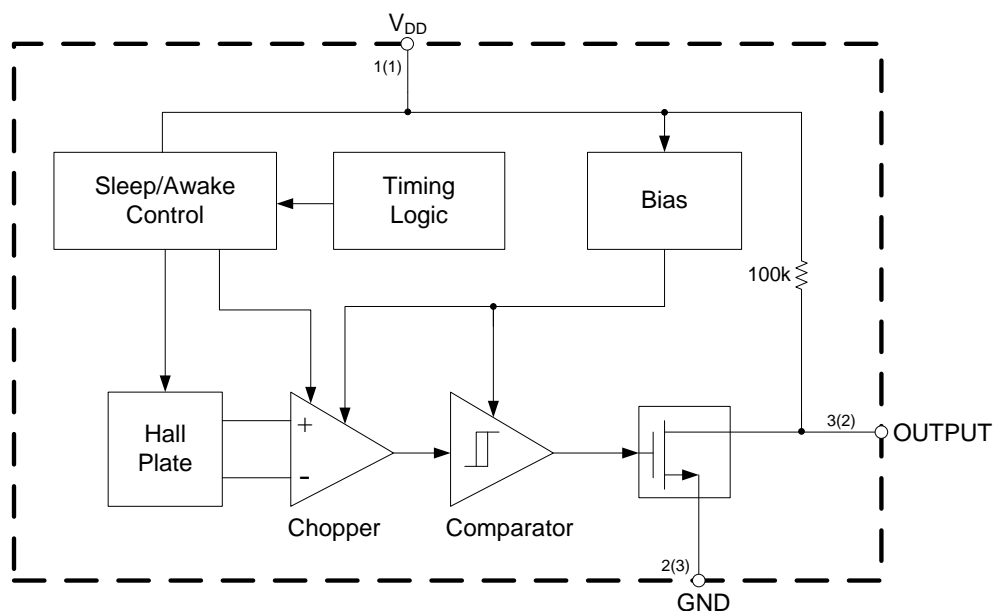 VDD
1(1)
Sleep/Awake
Control
Timing
Logic
Bias
100k
Hall
Plate
+
-
Chopper
Comparator
3(2)
OUTPUT
2(3)
GND